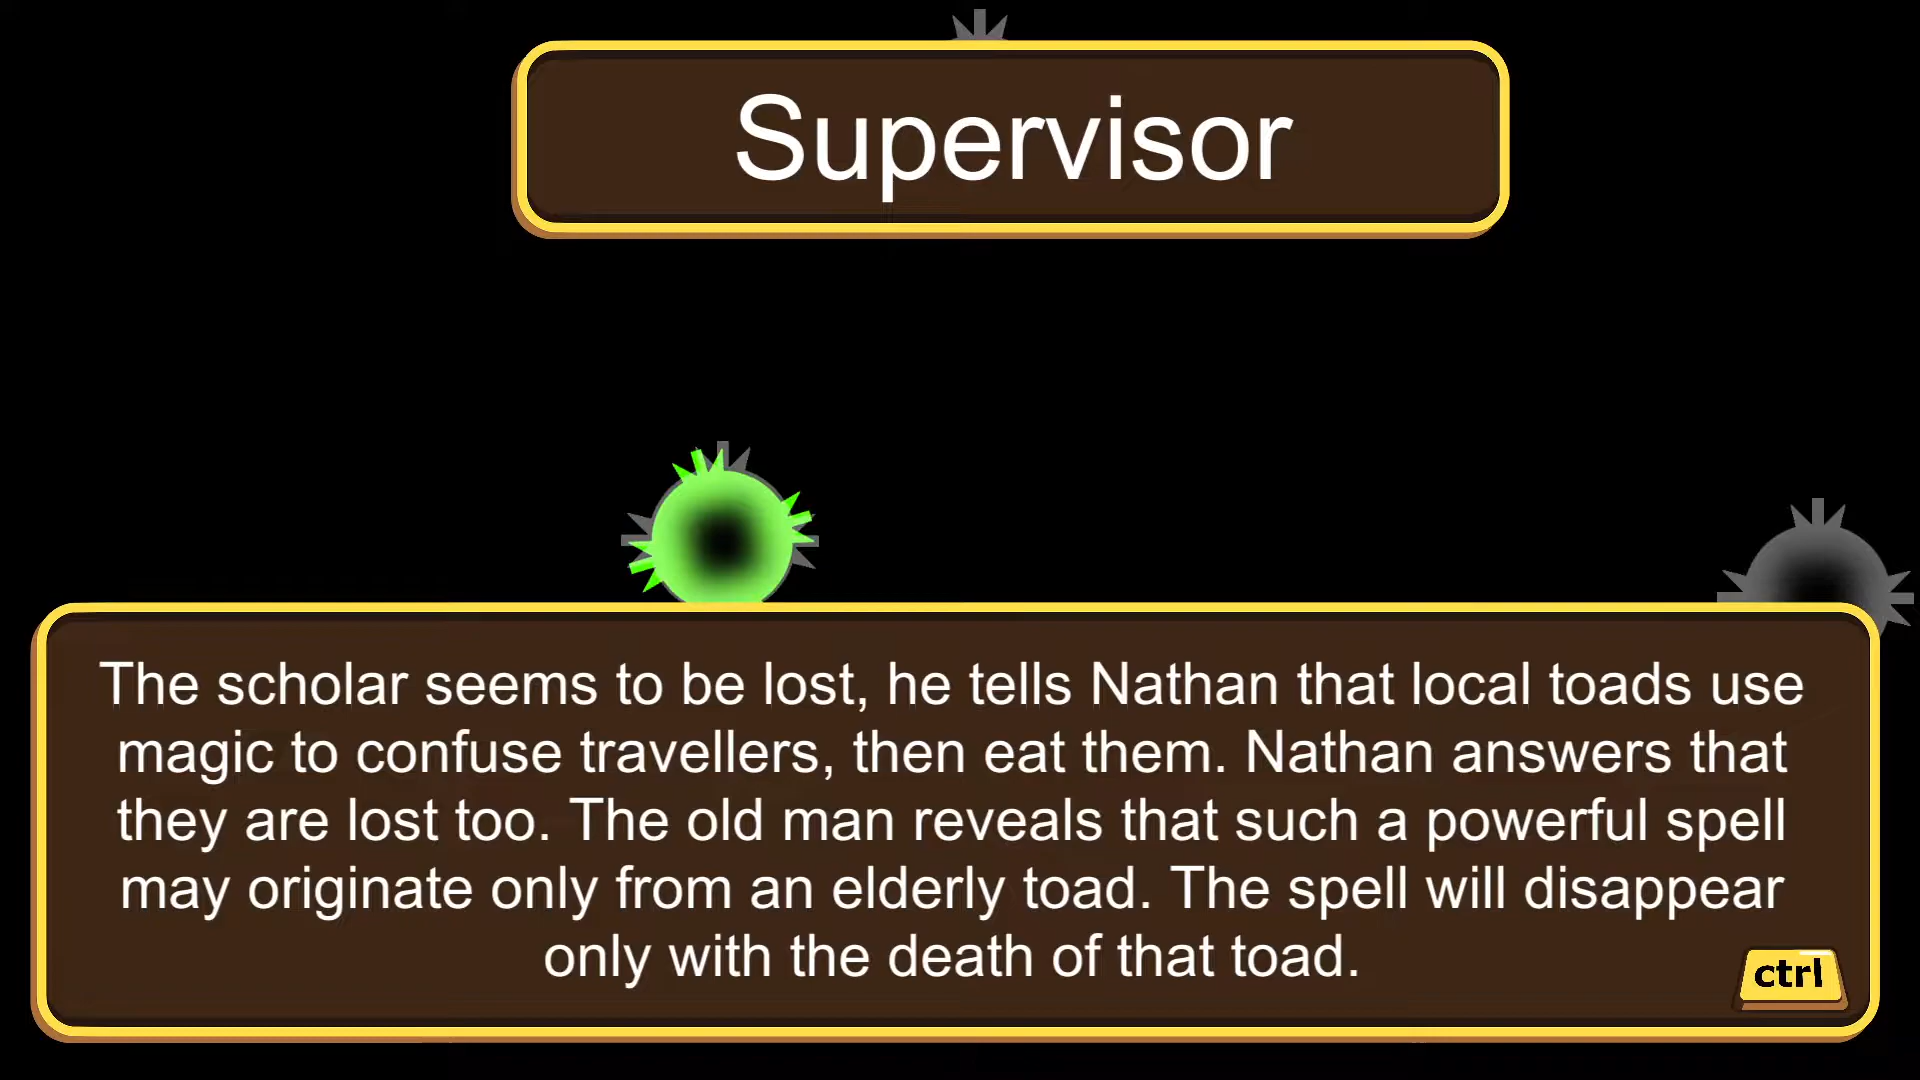 Supervisor
The scholar seems to be lost, he tells Nathan that local toads use
magic to confuse travellers, then eat them. Nathan answers that
they are lost too. The old man reveals that such a powerful spell
may originate only from an elderly toad. The spell will disappear
only with the death of that toad.
ctrl